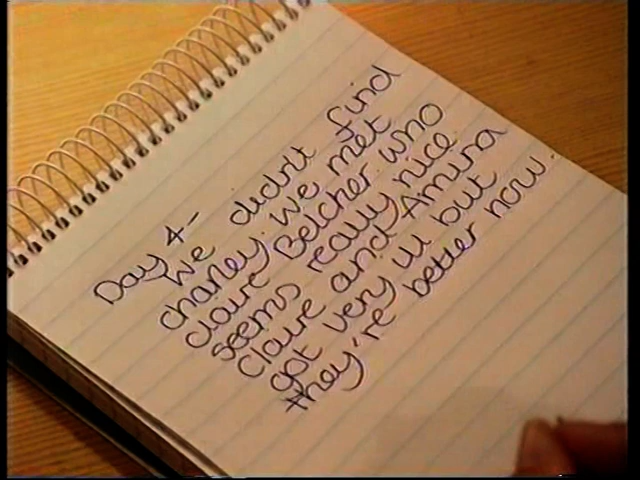 Day 4-
We didn't find
charley. We met
claire Belcher who
seems really nice
Claire and Amina
got very ill but
they're better now.